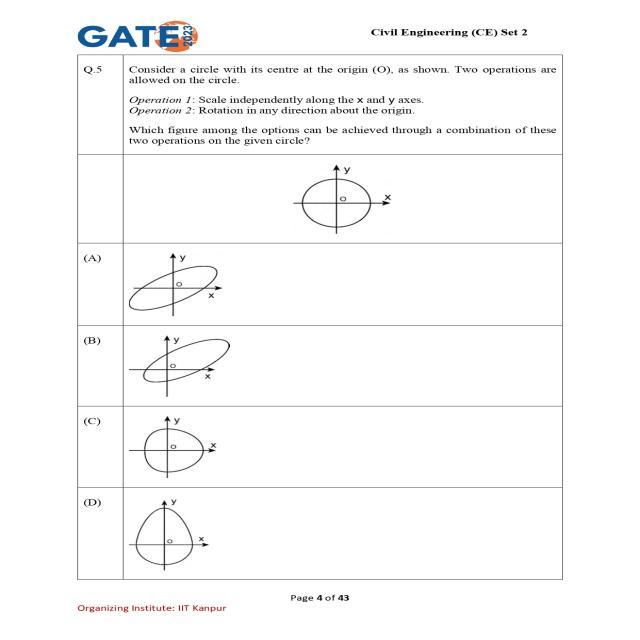 GATE 2023
Civil Engineering (CE) Set 2
Q.5
Consider a circle with its centre at the origin (O), as shown. Two operations are
allowed on the circle.
Operation 1: Scale independently along the x and y axes.
Operation 2: Rotation in any direction about the origin.
Which figure among the options can be achieved through a combination of these
two operations on the given circle?
y
O
x
(A)
y
O
x
(B)
y
O
x
(C)
y
O
x
(D)
y
O
x
Page 4 of 43
Organizing Institute: IIT Kanpur